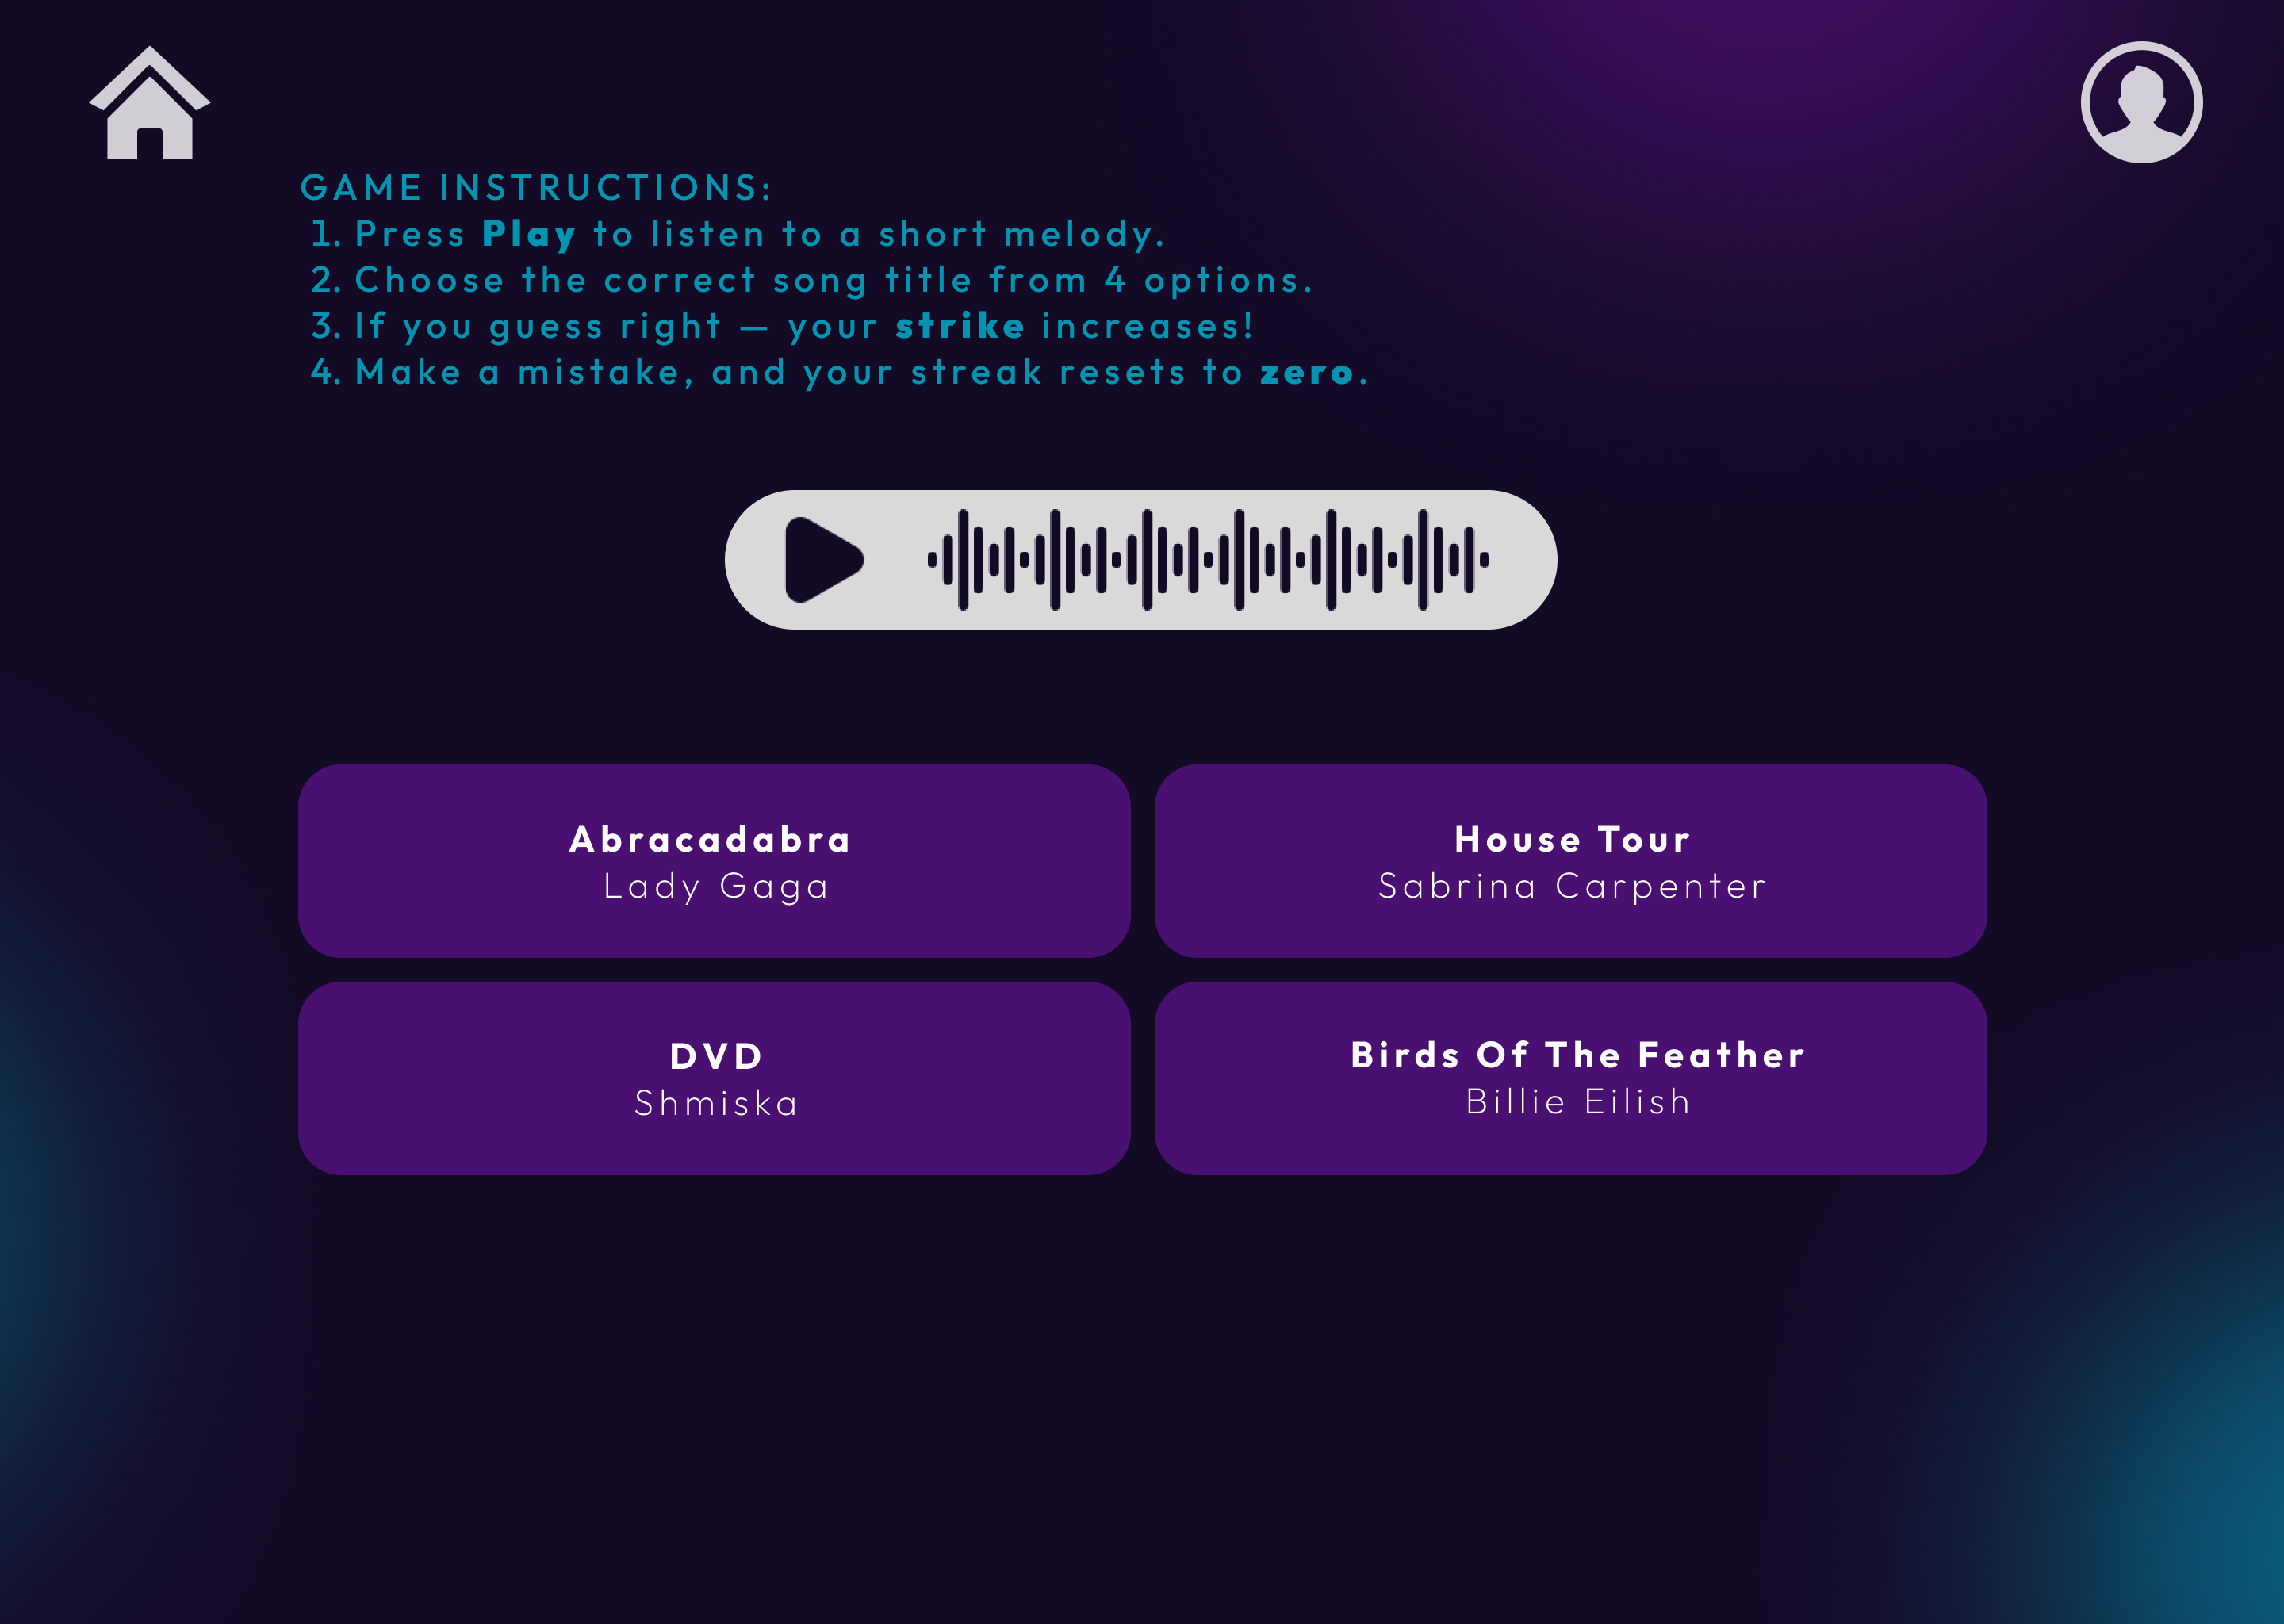 GAME INSTRUCTIONS:
1. Press Play to listen to a short melody.
2. Choose the correct song title from 4 options.
3. If you guess right — your strike increases!
4. Make a mistake, and your streak resets to zero.
Abracadabra
Lady Gaga
House Tour
Sabrina Carpenter
DVD
Shmiska
Birds Of The Feather
Billie Eilish